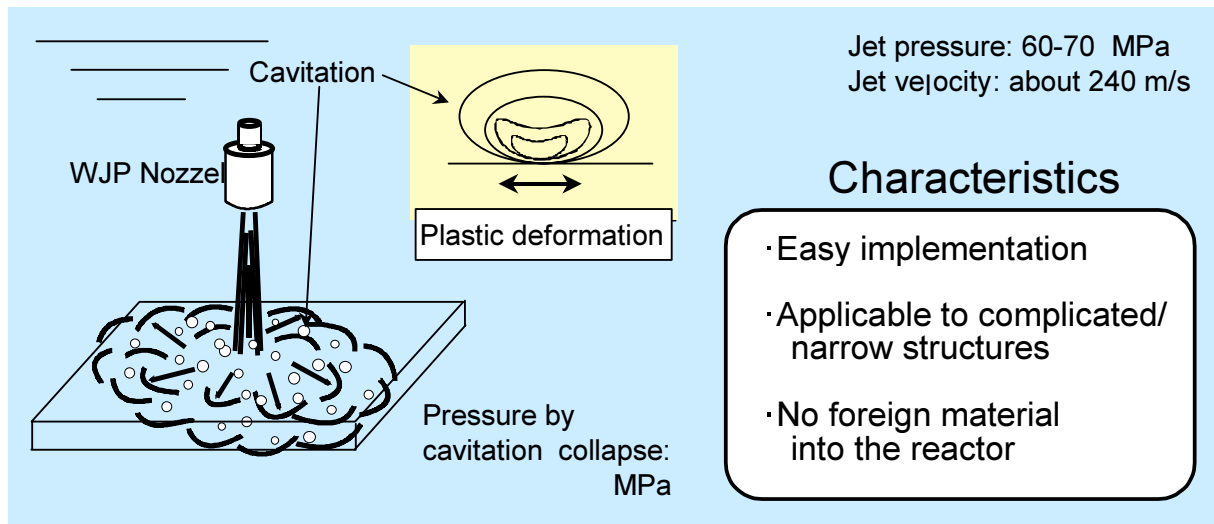 Cavitation
Jet pressure: 60-70 MPa
Jet velocity: about 240 m/s
WJP Nozzel
Plastic deformation
Characteristics
·Easy implementation
·Applicable to complicated/
narrow structures
·No foreign material
into the reactor
Pressure by
cavitation collapse:
MPa